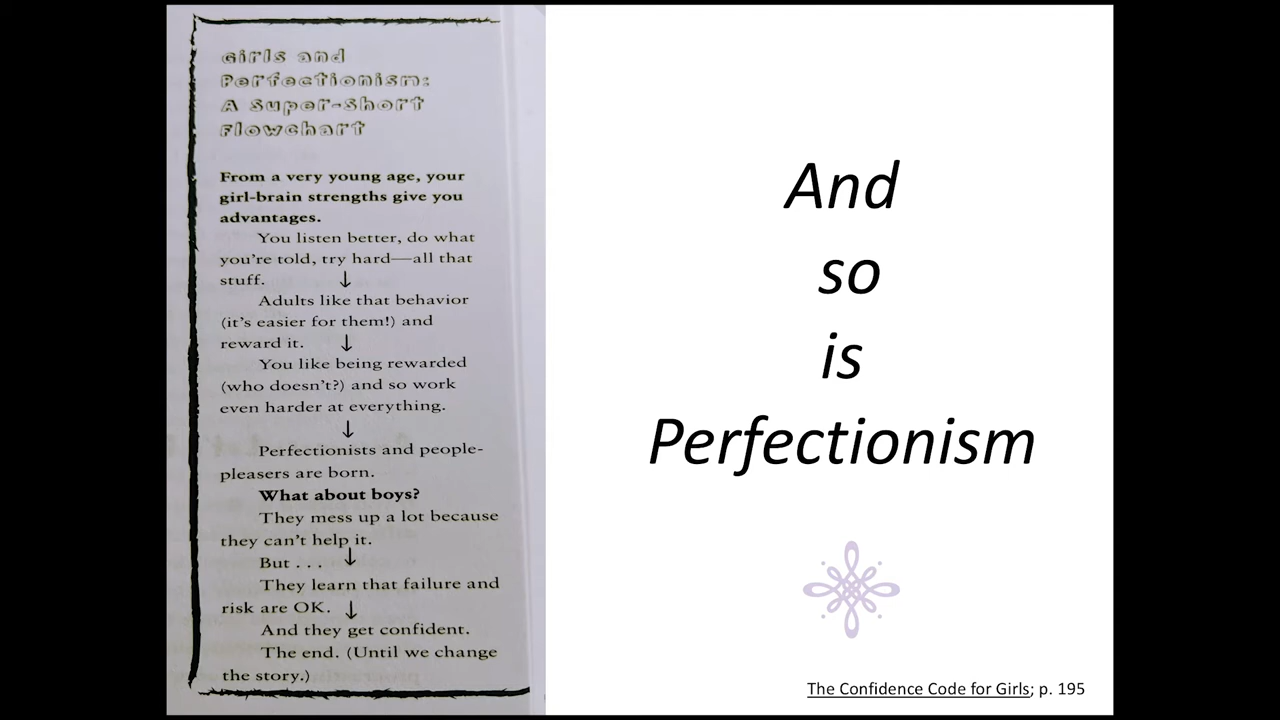 Girls and
Perfectionism:
A Super-Short
Flowchart
From a very young age, your
girl-brain strengths give you
advantages.
You listen better, do what
you're told, try hard—all that
stuff. ↓
Adults like that behavior
(it's easier for them!) and
reward it. ↓
You like being rewarded
(who doesn't?) and so work
even harder at everything.
↓
Perfectionists and people-
pleasers are born.
What about boys?
They mess up a lot because
they can't help it.
But . . . ↓
They learn that failure and
risk are OK. ↓
And they get confident.
The end. (Until we change
the story.)
And
so
is
Perfectionism
The Confidence Code for Girls; p. 195